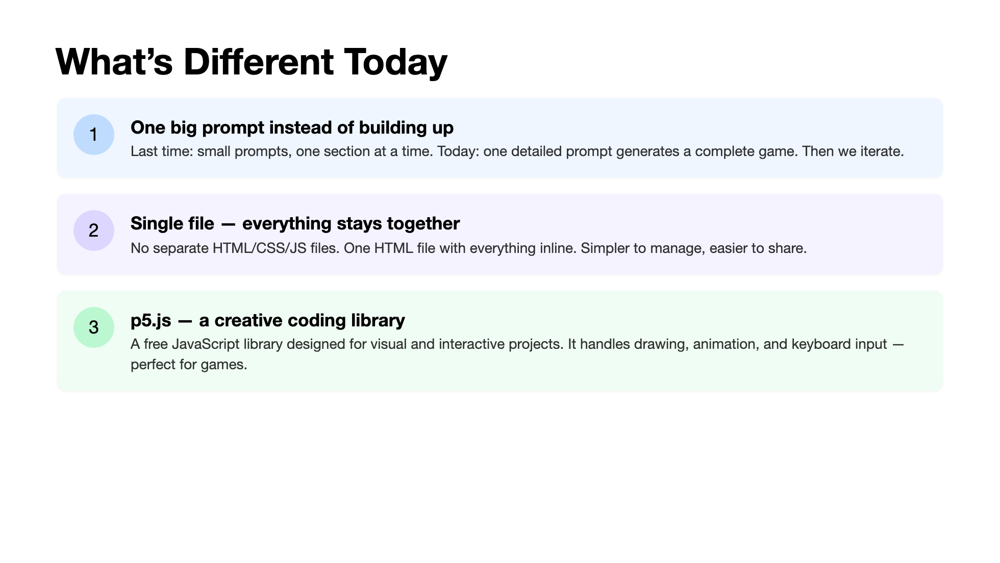 What’s Different Today
1
One big prompt instead of building up
Last time: small prompts, one section at a time. Today: one detailed prompt generates a complete game. Then we iterate.
2
Single file — everything stays together
No separate HTML/CSS/JS files. One HTML file with everything inline. Simpler to manage, easier to share.
3
p5.js — a creative coding library
A free JavaScript library designed for visual and interactive projects. It handles drawing, animation, and keyboard input —
perfect for games.